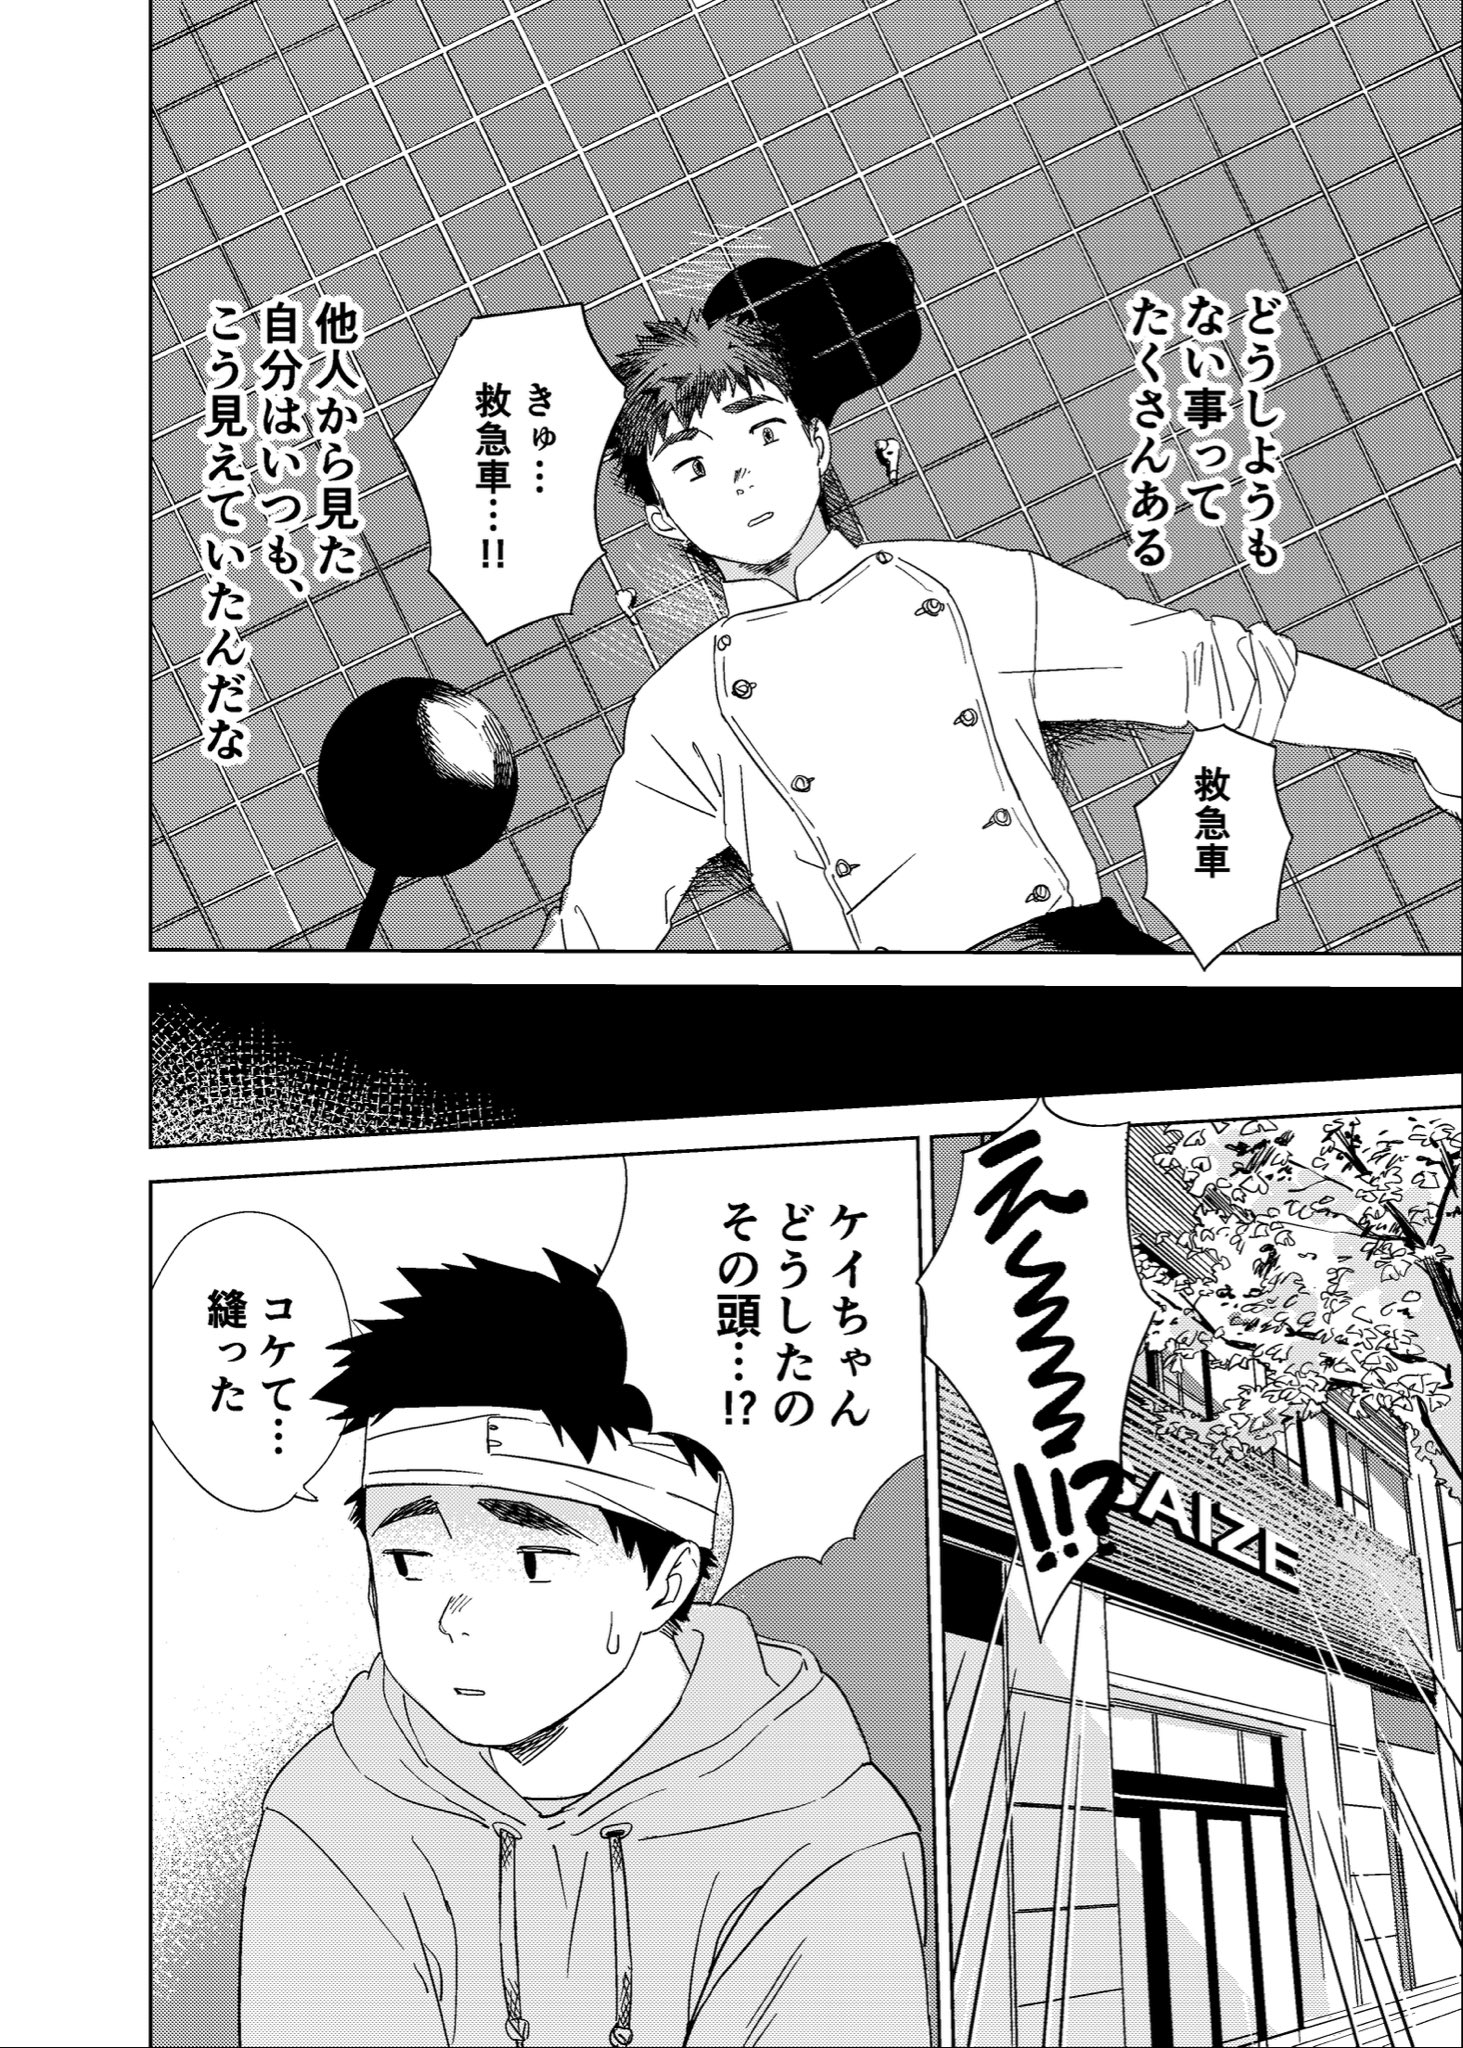 どうしようも
ない事って
たくさんある
きゅ…
救急車…!!
他人から見た
自分はいつも、
こう見えていたんだな
救急車
え〜〜〜〜!!?
SAIZE
ケイちゃん
どうしたの
その頭…!?
コケて…
縫った